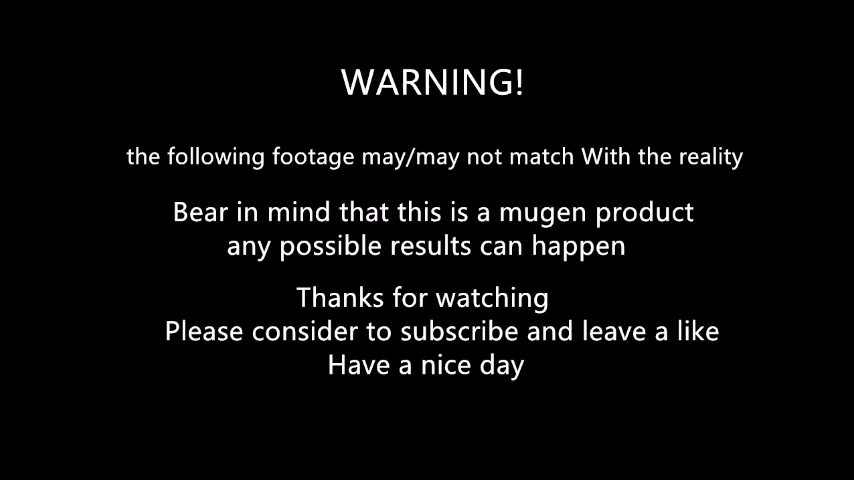 WARNING!
the following footage may/may not match With the reality
Bear in mind that this is a mugen product
any possible results can happen
Thanks for watching
Please consider to subscribe and leave a like
Have a nice day